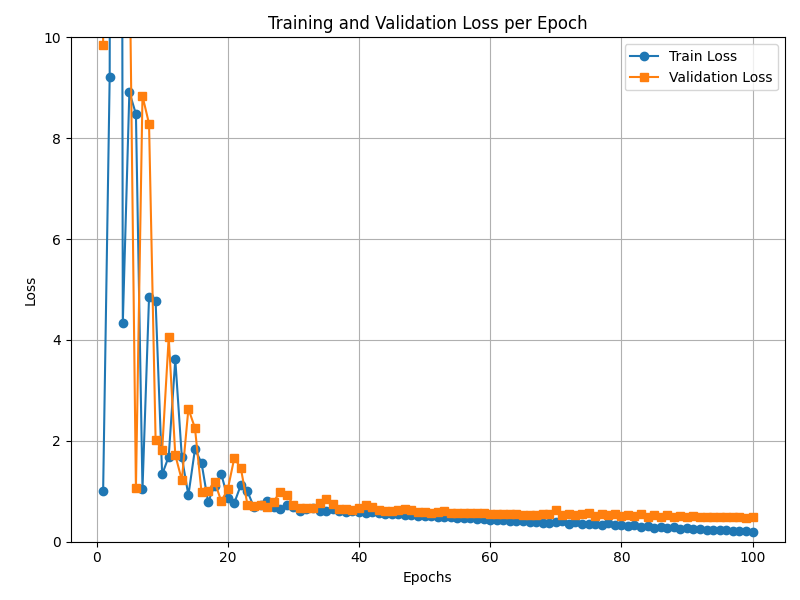 Training and Validation Loss per Epoch
Train Loss
Validation Loss
Loss
10
8
6
4
2
0
0 20 40 60 80 100
Epochs